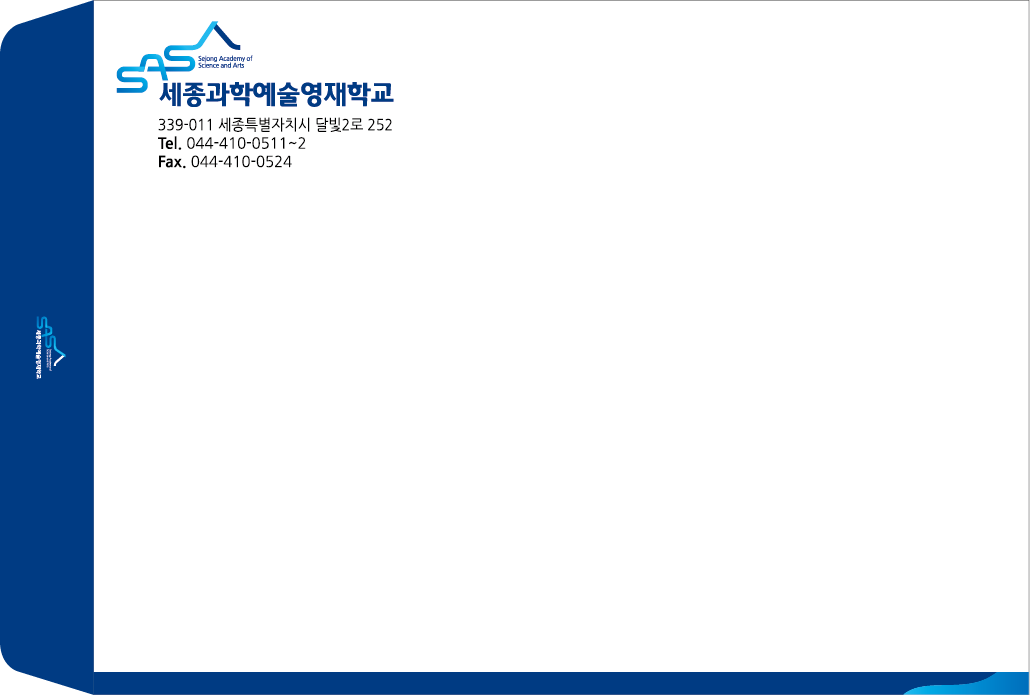 SASA
Sejong Academy of
Science and Arts
세종과학예술영재학교
339-011 세종특별자치시 달빛2로 252
Tel. 044-410-0511~2
Fax. 044-410-0524
SASA
세종과학예술영재학교